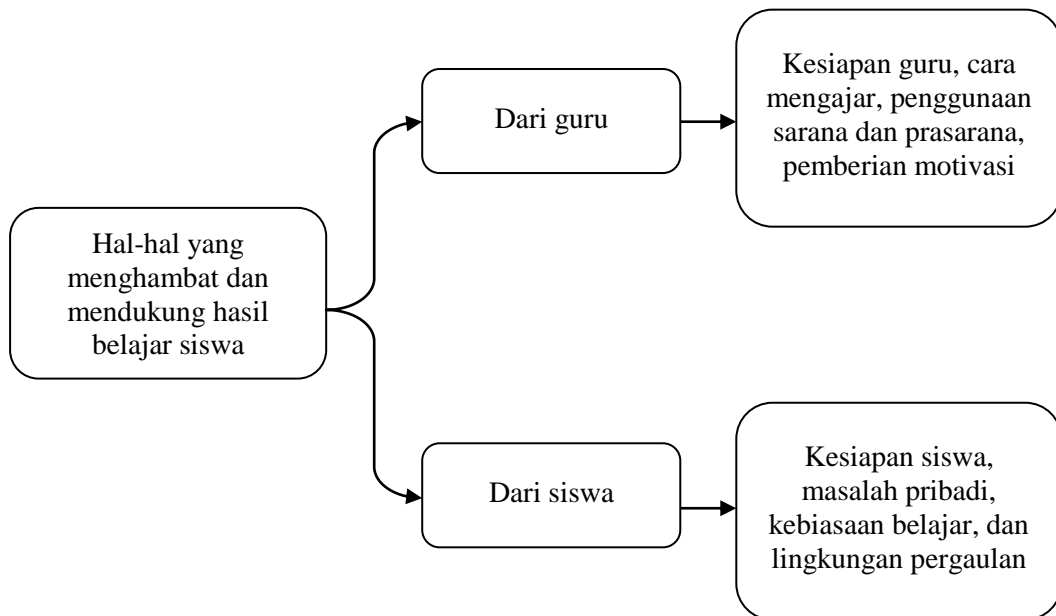 Hal-hal yang
menghambat dan
mendukung hasil
belajar siswa
Dari guru
Kesiapan guru, cara
mengajar, penggunaan
sarana dan prasarana,
pemberian motivasi
Dari siswa
Kesiapan siswa,
masalah pribadi,
kebiasaan belajar, dan
lingkungan pergaulan